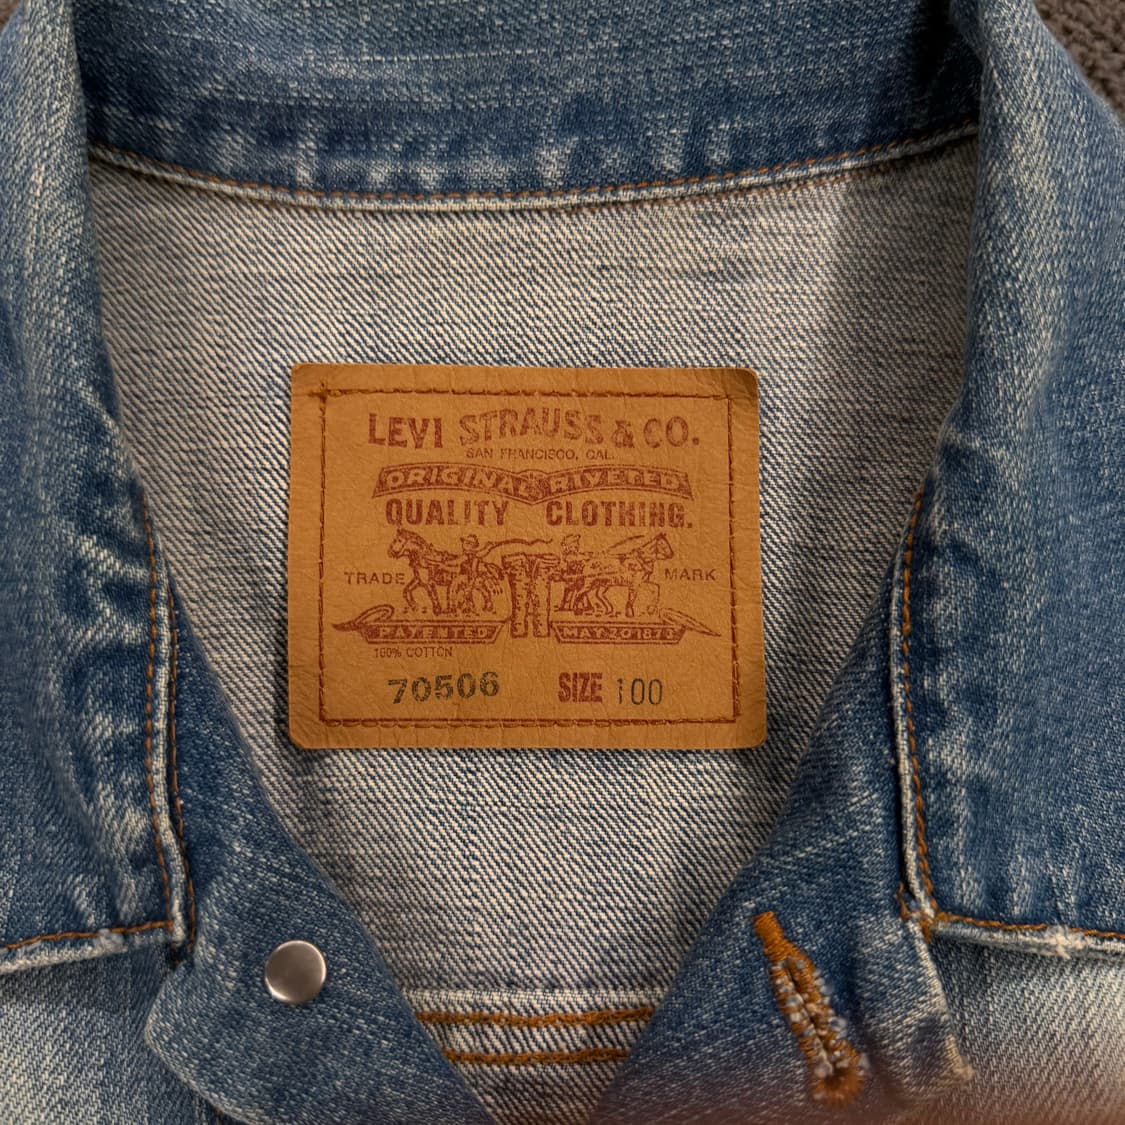 LEVI STRAUSS & CO.
SAN FRANCISCO, CAL.
ORIGINAL RIVETED
QUALITY CLOTHING.
TRADE MARK
PATENTED MAY 20 1873
100% COTTON
70506 SIZE 100